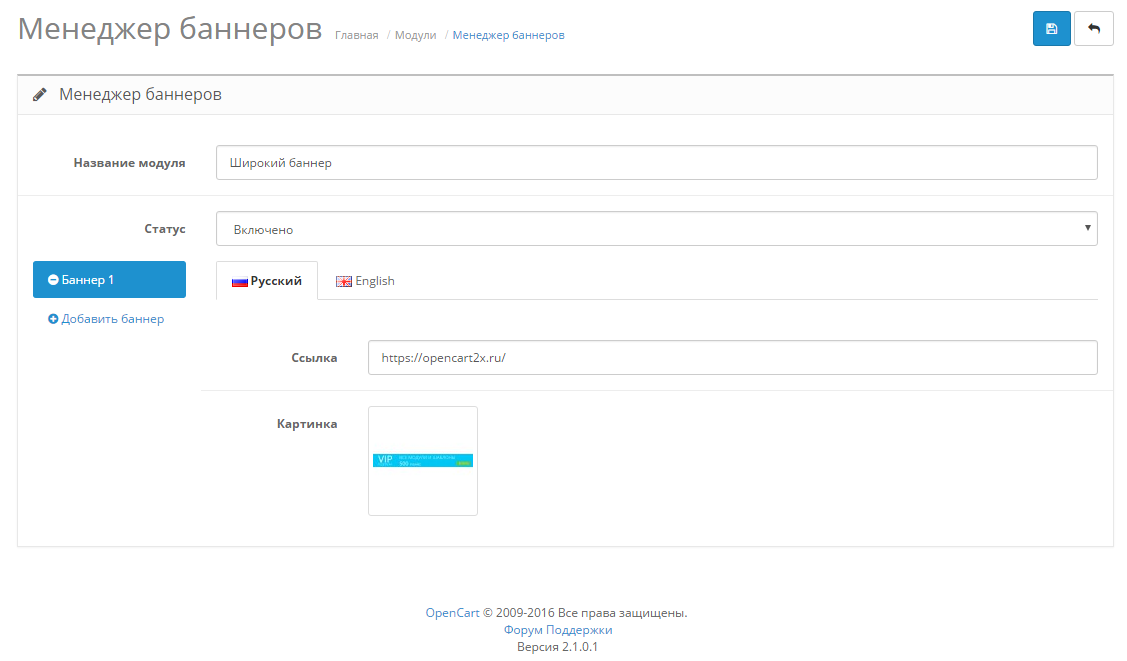 Менеджер баннеров Главная / Модули / Менеджер баннеров
Менеджер баннеров
Название модуля Широкий баннер
Статус Включено
Баннер 1 Русский English
Добавить баннер
Ссылка https://opencart2x.ru/
Картинка
VIP
OpenCart © 2009-2016 Все права защищены.
Форум Поддержки
Версия 2.1.0.1